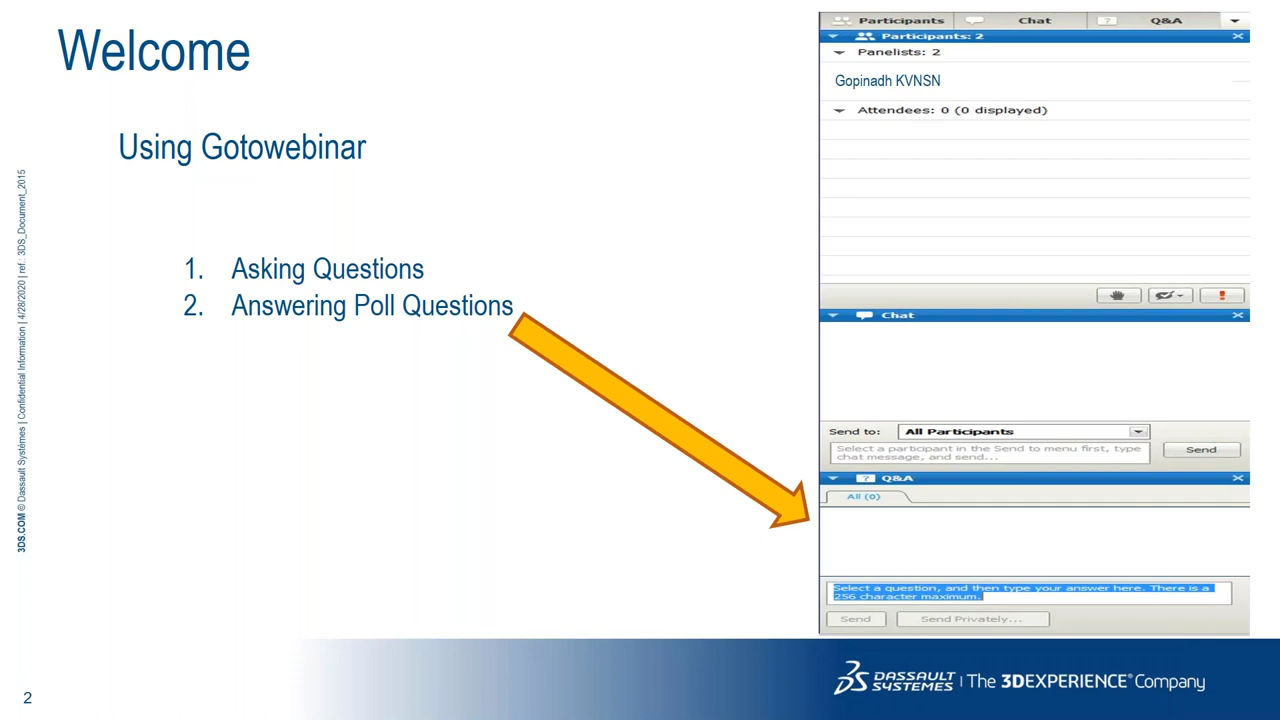 Welcome
Using Gotowebinar
1. Asking Questions
2. Answering Poll Questions
3DS.COM © Dassault Systèmes | Confidential Information | 4/28/2020 | ref.: 3DS_Document_2015
2
Participants Chat ? Q&A
Participants: 2
Panelists: 2
Gopinadh KVNSN
Attendees: 0 (0 displayed)
Chat
Send to: All Participants
Select a participant in the Send to menu first, type
chat message, and send...
Send
? Q&A
All (0)
Select a question, and then type your answer here. There is a
256 character maximum.
Send Send Privately...
DASSAULT
SYSTEMES | The 3DEXPERIENCE® Company